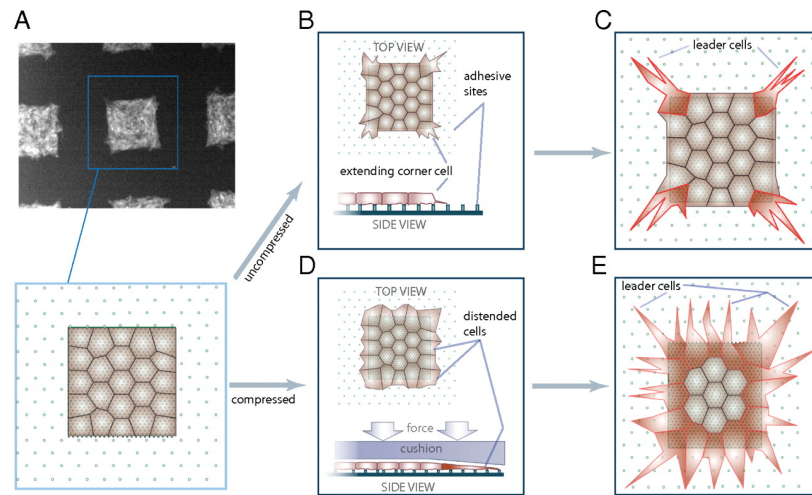 A
B
TOP VIEW
adhesive
sites
extending corner cell
SIDE VIEW
C
leader cells
uncompressed
compressed
D
TOP VIEW
distended
cells
force
cushion
SIDE VIEW
E
leader cells